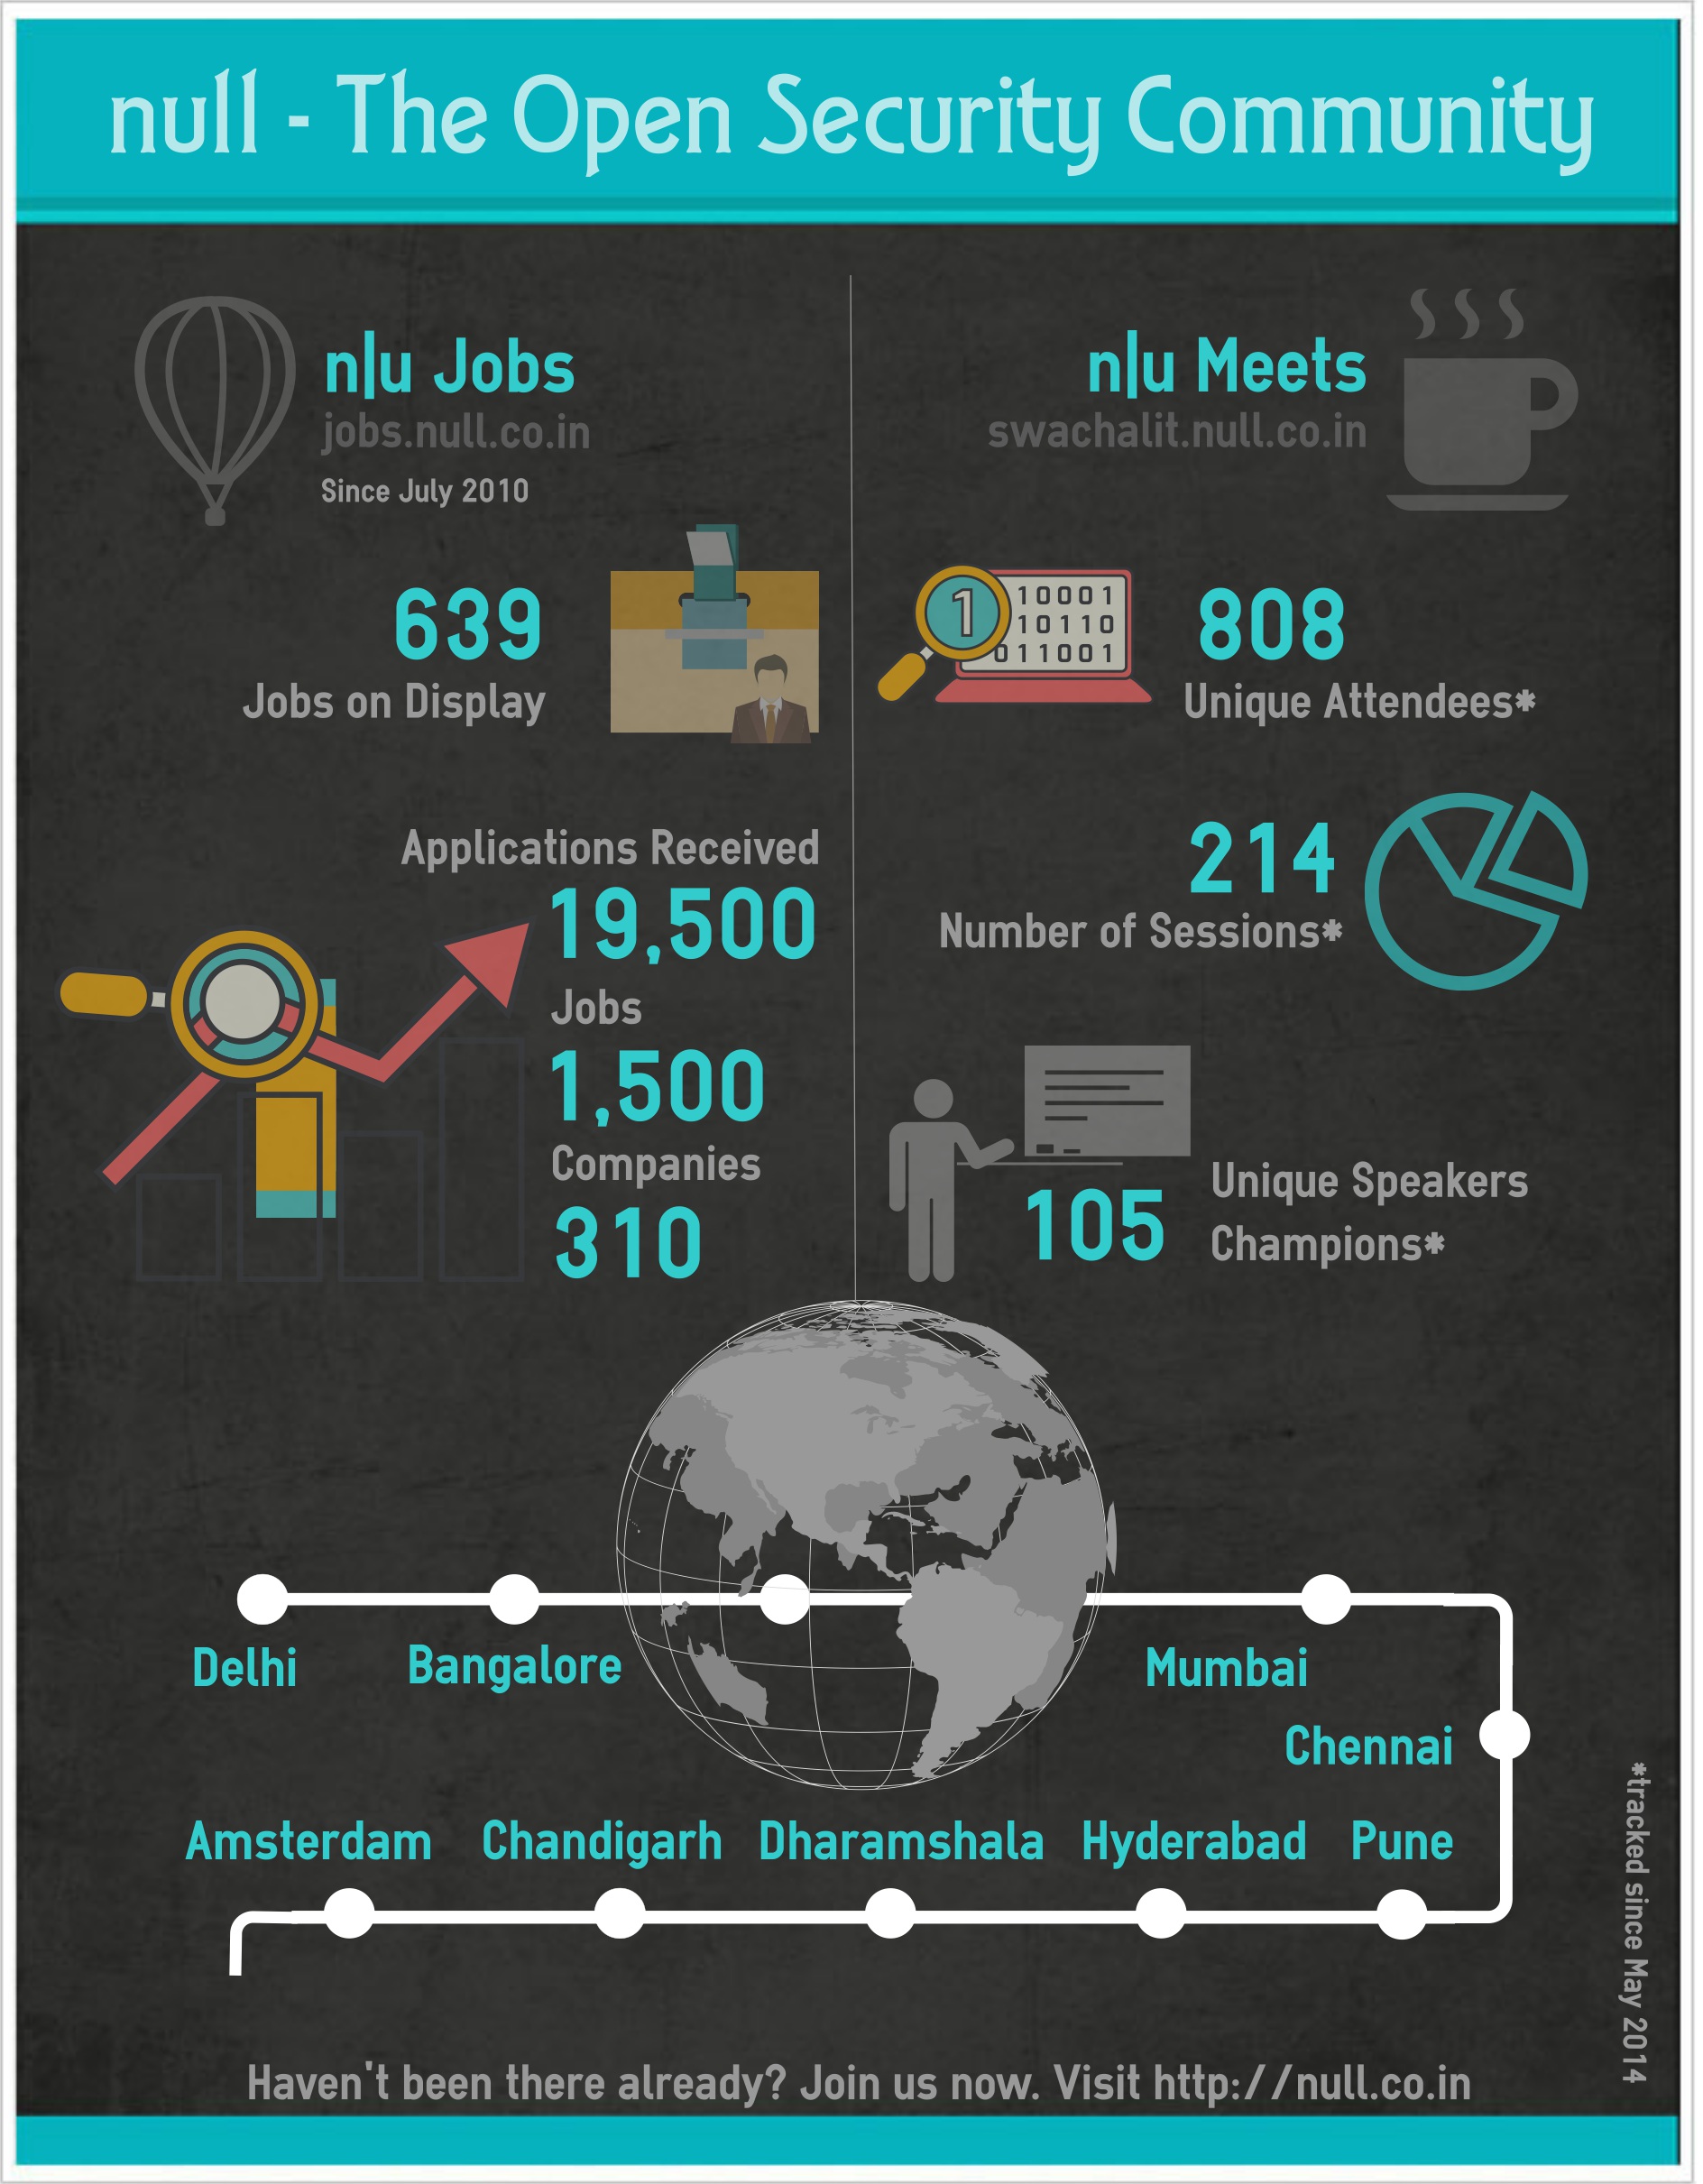 null - The Open Security Community
n|u Jobs
jobs.null.co.in
Since July 2010
639
Jobs on Display
Applications Received
19,500
Jobs
1,500
Companies
310
n|u Meets
swachalit.null.co.in
1
10001
10110
011001
808
Unique Attendees*
214
Number of Sessions*
105
Unique Speakers
Champions*
Delhi
Bangalore
Mumbai
Chennai
Amsterdam
Chandigarh
Dharamshala
Hyderabad
Pune
*tracked since May 2014
Haven't been there already? Join us now. Visit http://null.co.in